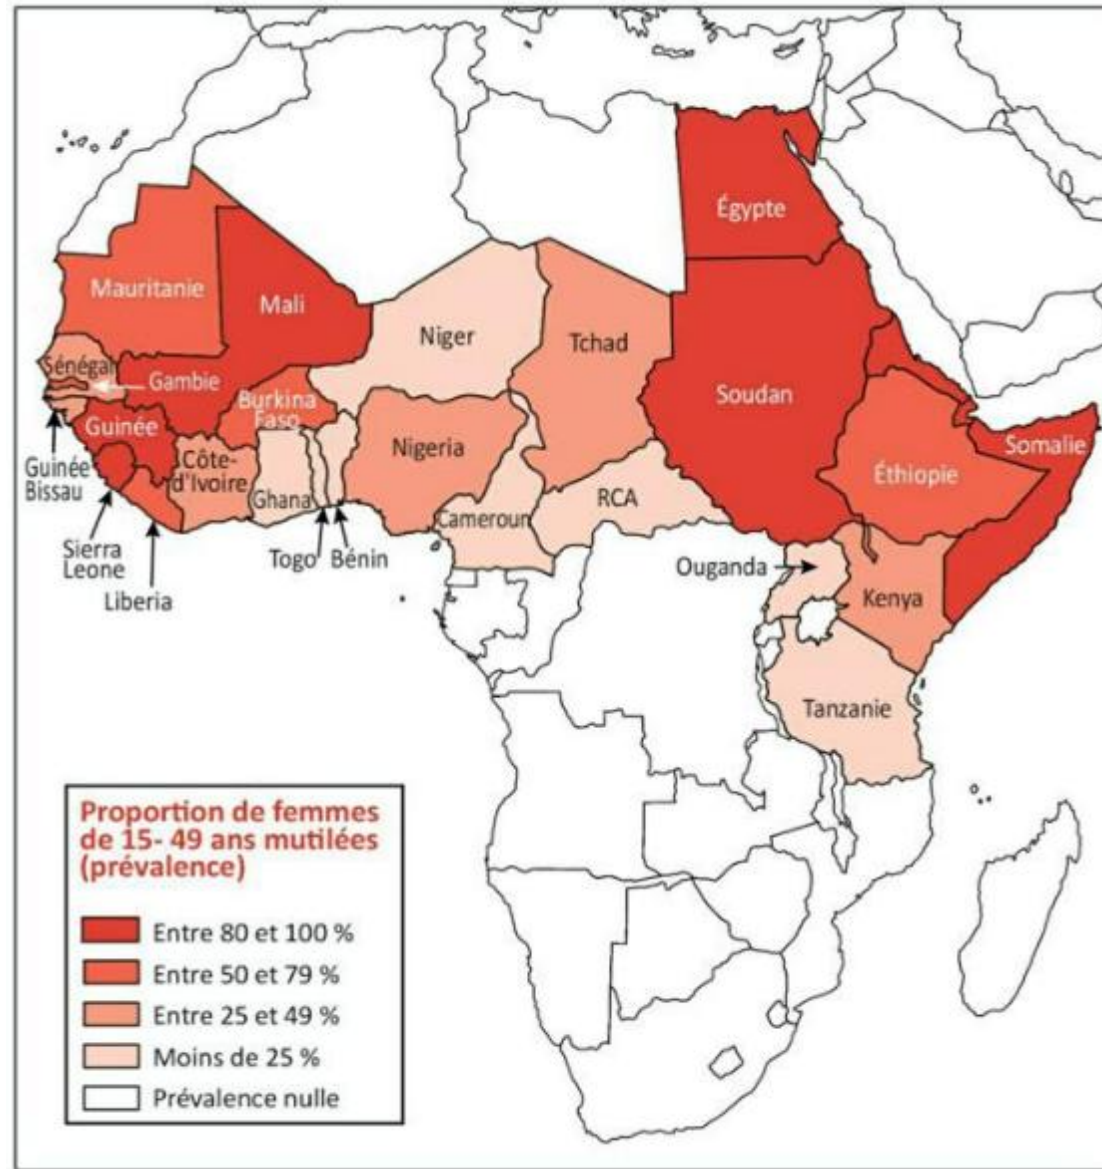 Égypte
Mauritanie
Mali
Niger
Tchad
Soudan
Sénégal
Gambie
Burkina
Faso
Guinée
Nigeria
Somalie
Côte-
d'Ivoire
Éthiopie
Guinée
Bissau
Ghana
RCA
Cameroun
Sierra
Leone
Togo
Bénin
Ouganda
Liberia
Kenya
Tanzanie
Proportion de femmes
de 15- 49 ans mutilées
(prévalence)
Entre 80 et 100 %
Entre 50 et 79 %
Entre 25 et 49 %
Moins de 25 %
Prévalence nulle